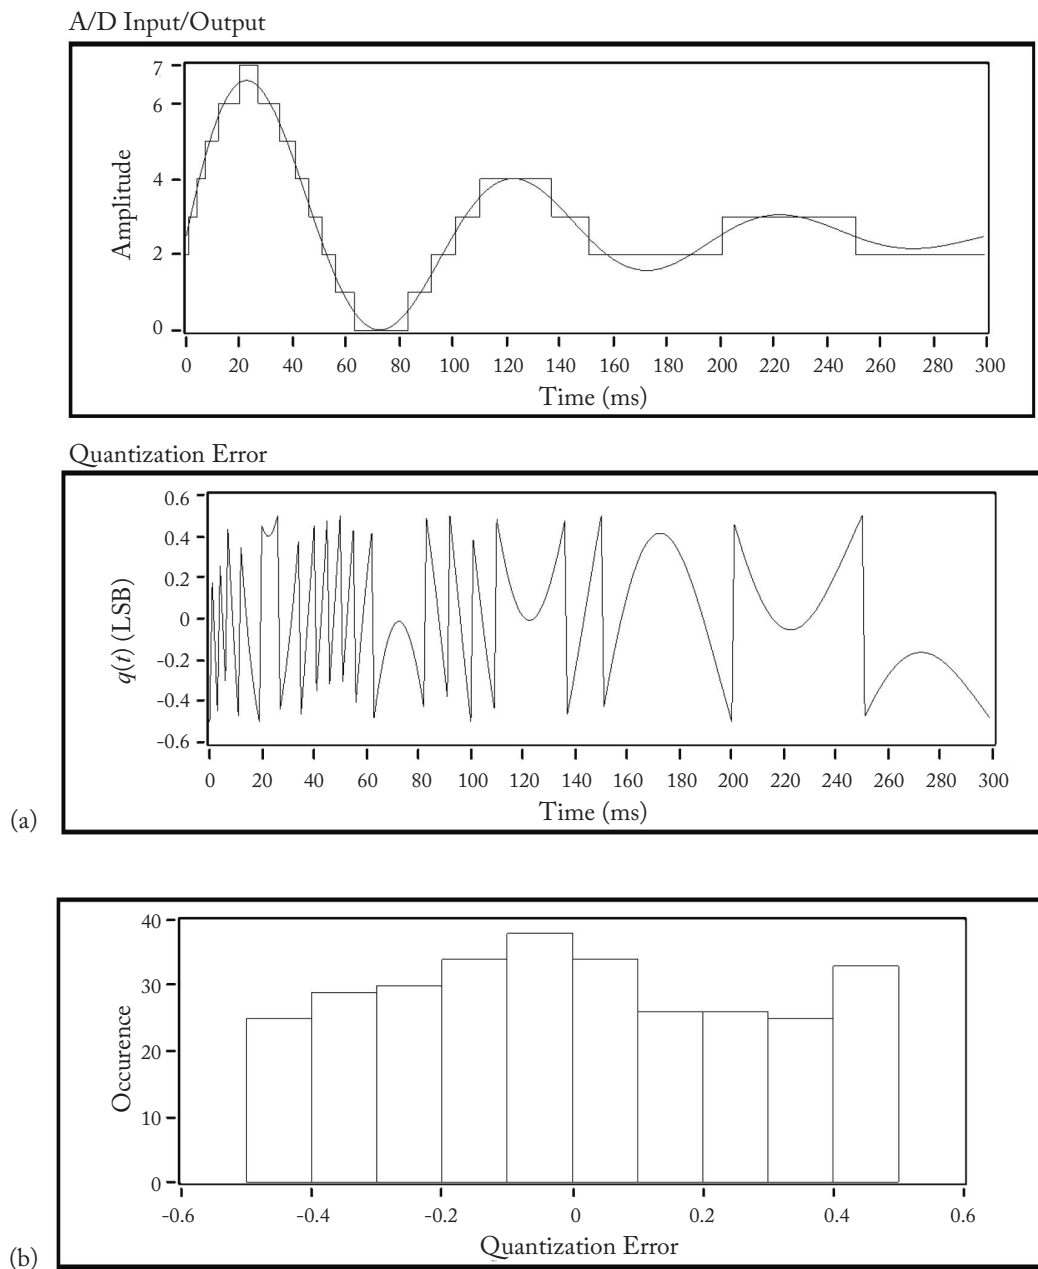 A/D Input/Output
7
6
4
2
0
Amplitude
0 20 40 60 80 100 120 140 160 180 200 220 240 260 280 300
Time (ms)
Quantization Error
0.6
0.4
0.2
0
-0.2
-0.4
-0.6
q(t) (LSB)
0 20 40 60 80 100 120 140 160 180 200 220 240 260 280 300
Time (ms)
(a)
40
30
20
10
0
Occurence
-0.6 -0.4 -0.2 0 0.2 0.4 0.6
Quantization Error
(b)